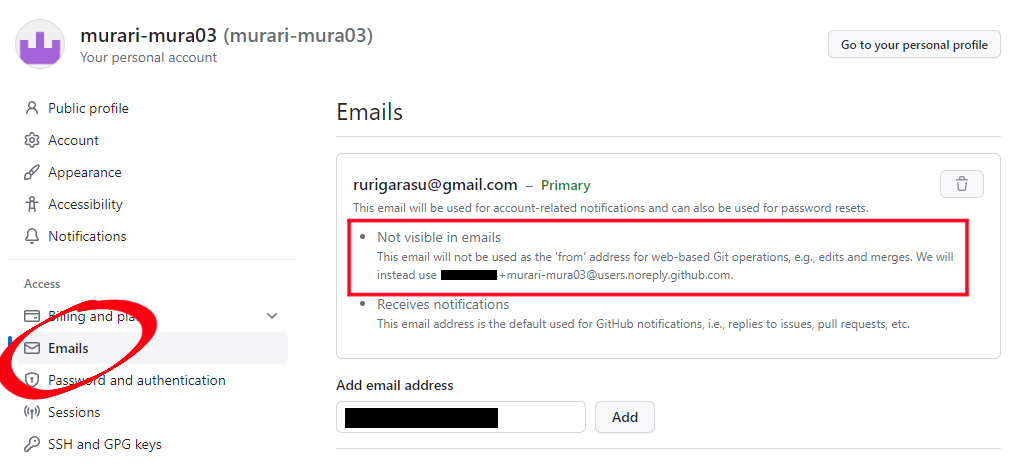 murari-mura03 (murari-mura03)
Your personal account
Go to your personal profile
Public profile
Account
Appearance
Accessibility
Notifications
Access
Billing and pla
Emails
Password and authentication
Sessions
SSH and GPG keys
Emails
rurigarasu@gmail.com – Primary
This email will be used for account-related notifications and can also be used for password resets.
• Not visible in emails
This email will not be used as the 'from' address for web-based Git operations, e.g., edits and merges. We will
instead use +murari-mura03@users.noreply.github.com.
• Receives notifications
This email address is the default used for GitHub notifications, i.e., replies to issues, pull requests, etc.
Add email address
Add